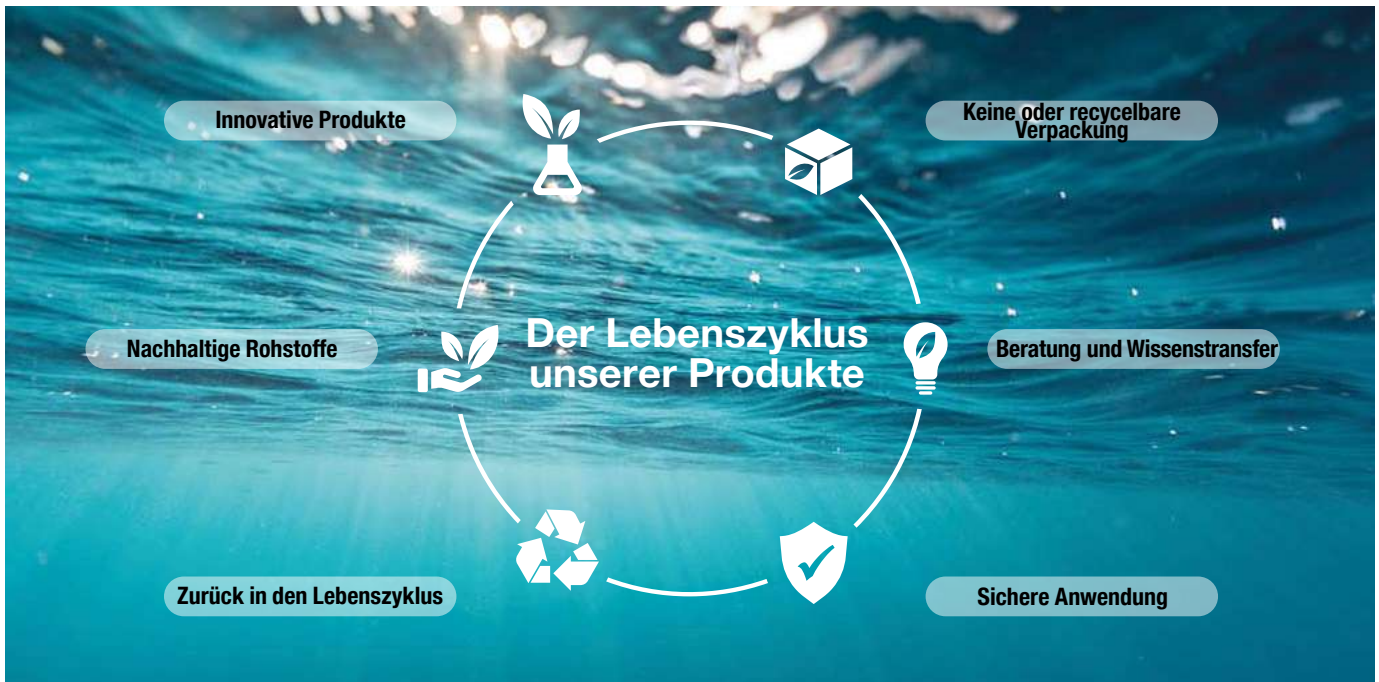 Innovative Produkte
Keine oder recycelbare
Verpackung
Der Lebenszyklus
unserer Produkte
Nachhaltige Rohstoffe
Beratung und Wissenstransfer
Zurück in den Lebenszyklus
Sichere Anwendung